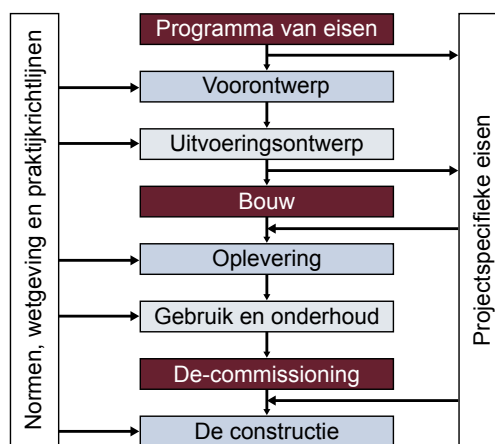 Normen, wetgeving en praktijkrichtlijnen
Programma van eisen
Voorontwerp
Uitvoeringsontwerp
Bouw
Oplevering
Gebruik en onderhoud
De-commissioning
De constructie
Projectspecifieke eisen